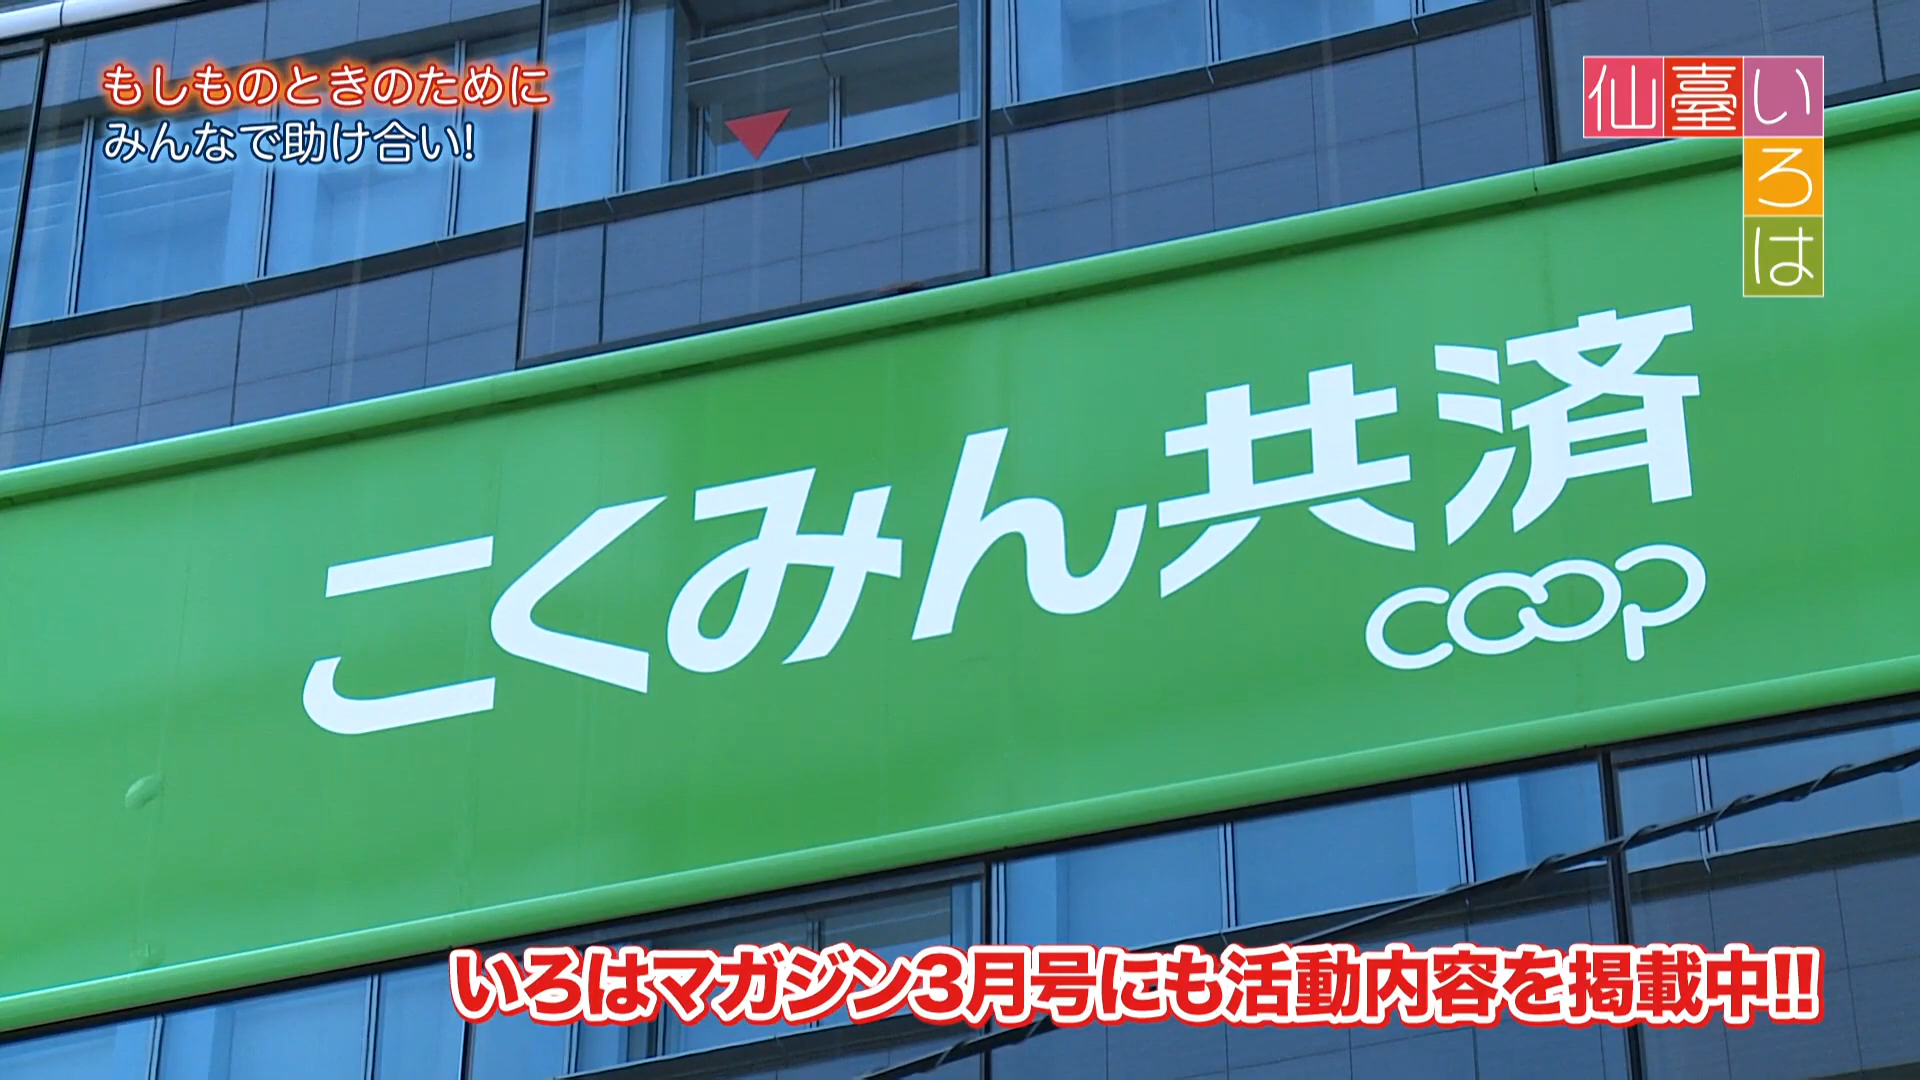 もしものときのために
みんなで助け合い!
仙臺いろは
こくみん共済
coop
いろはマガジン3月号にも活動内容を掲載中!!